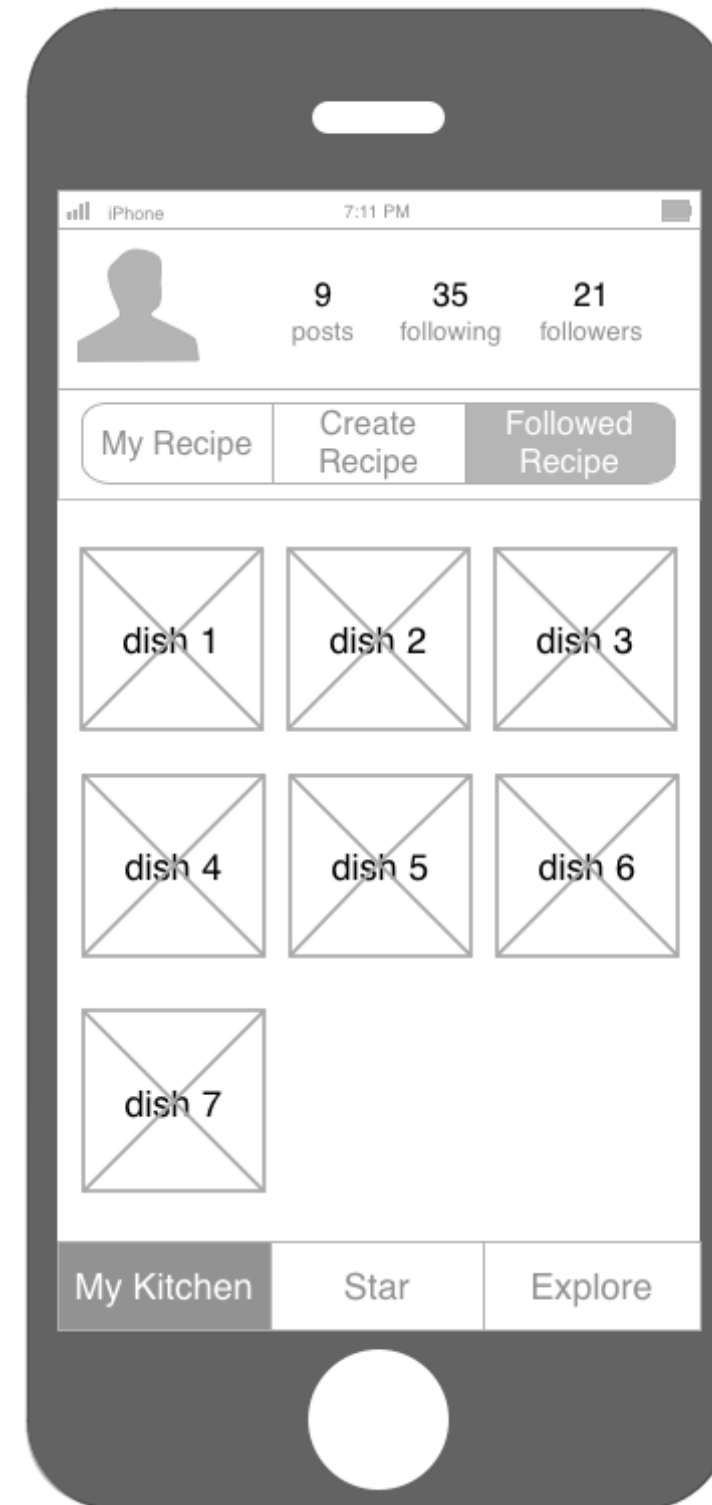 iPhone 7:11 PM
9 35 21
posts following followers
My Recipe Create Recipe Followed Recipe
dish 1 dish 2 dish 3
dish 4 dish 5 dish 6
dish 7
My Kitchen Star Explore